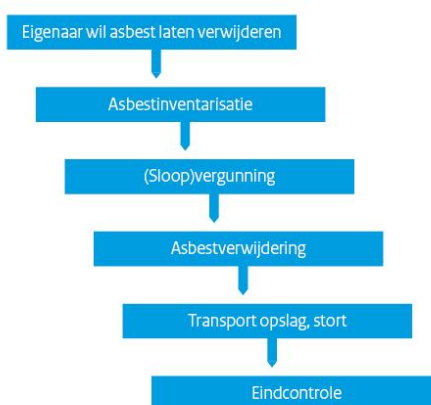 Eigenaar wil asbest laten verwijderen
Asbestinventarisatie
(Sloop)vergunning
Asbestverwijdering
Transport opslag, stort
Eindcontrole